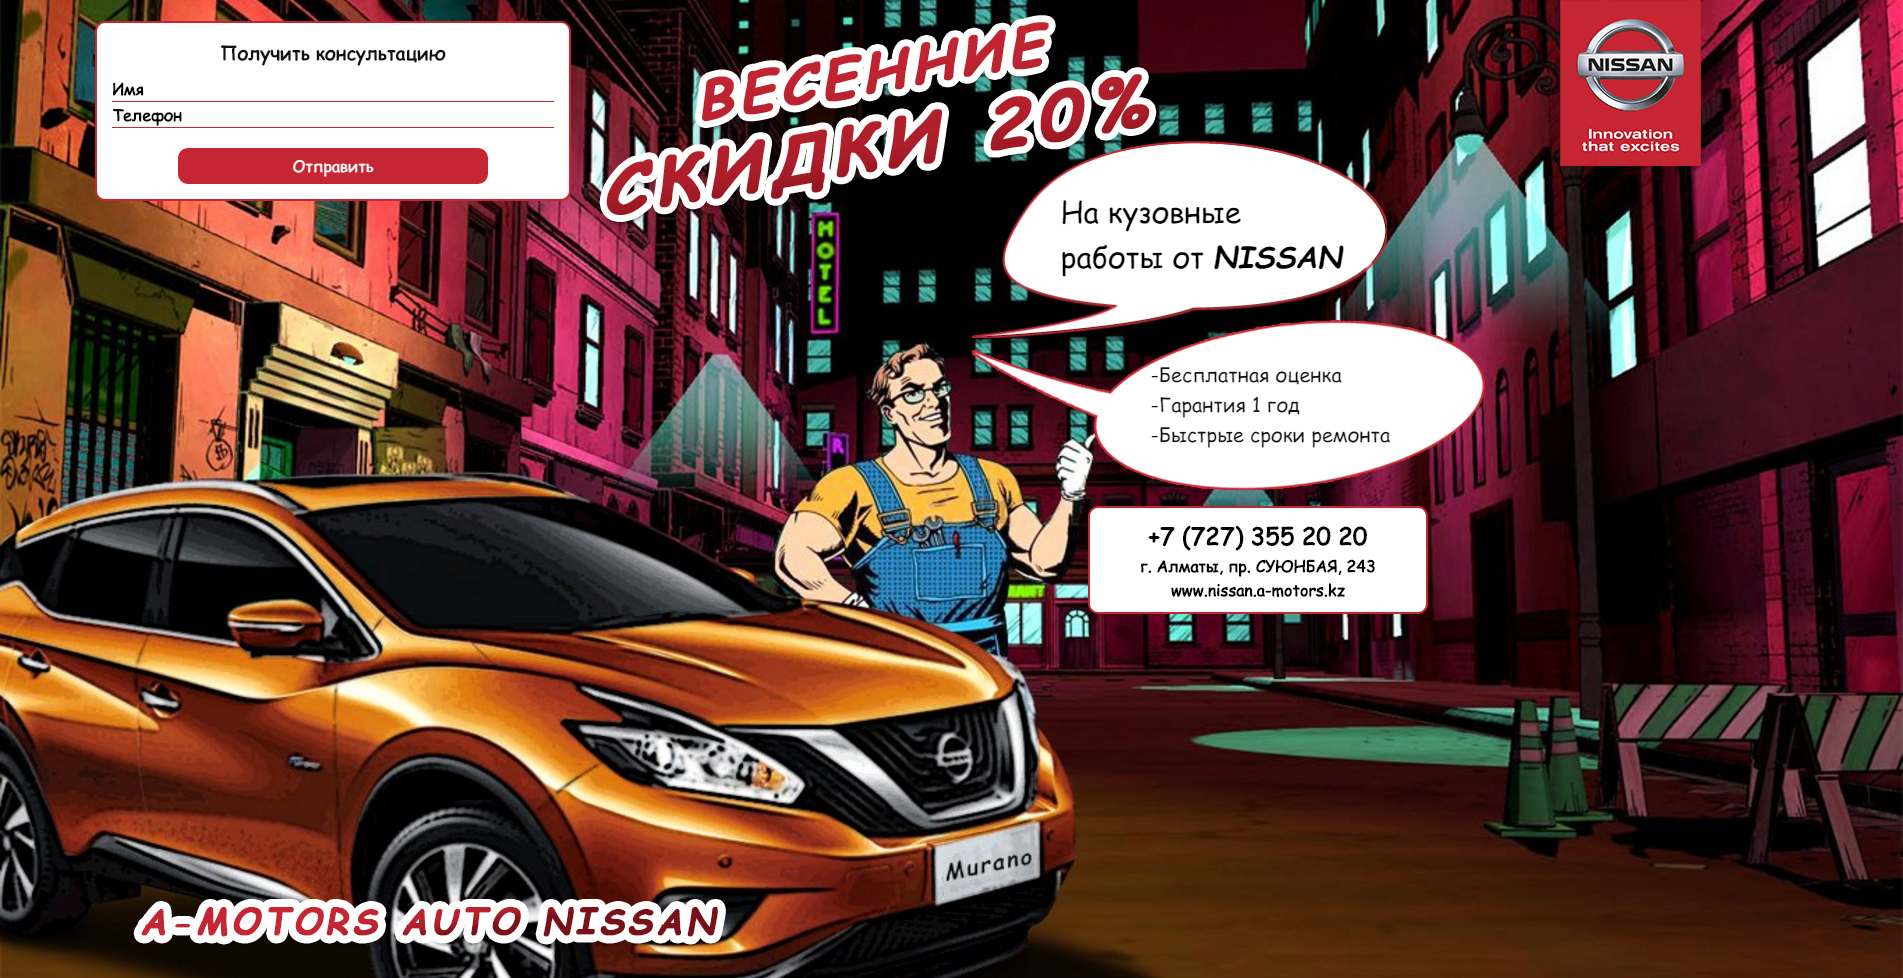 Получить консультацию
Имя
Телефон
Отправить
ВЕСЕННИЕ
СКИДКИ 20%
NISSAN
Innovation
that excites
На кузовные
работы от NISSAN
HOTEL
-Бесплатная оценка
-Гарантия 1 год
-Быстрые сроки ремонта
R
+7 (727) 355 20 20
г. Алматы, пр. СУЮНБАЯ, 243
www.nissan.a-motors.kz
Murano
A-MOTORS AUTO NISSAN